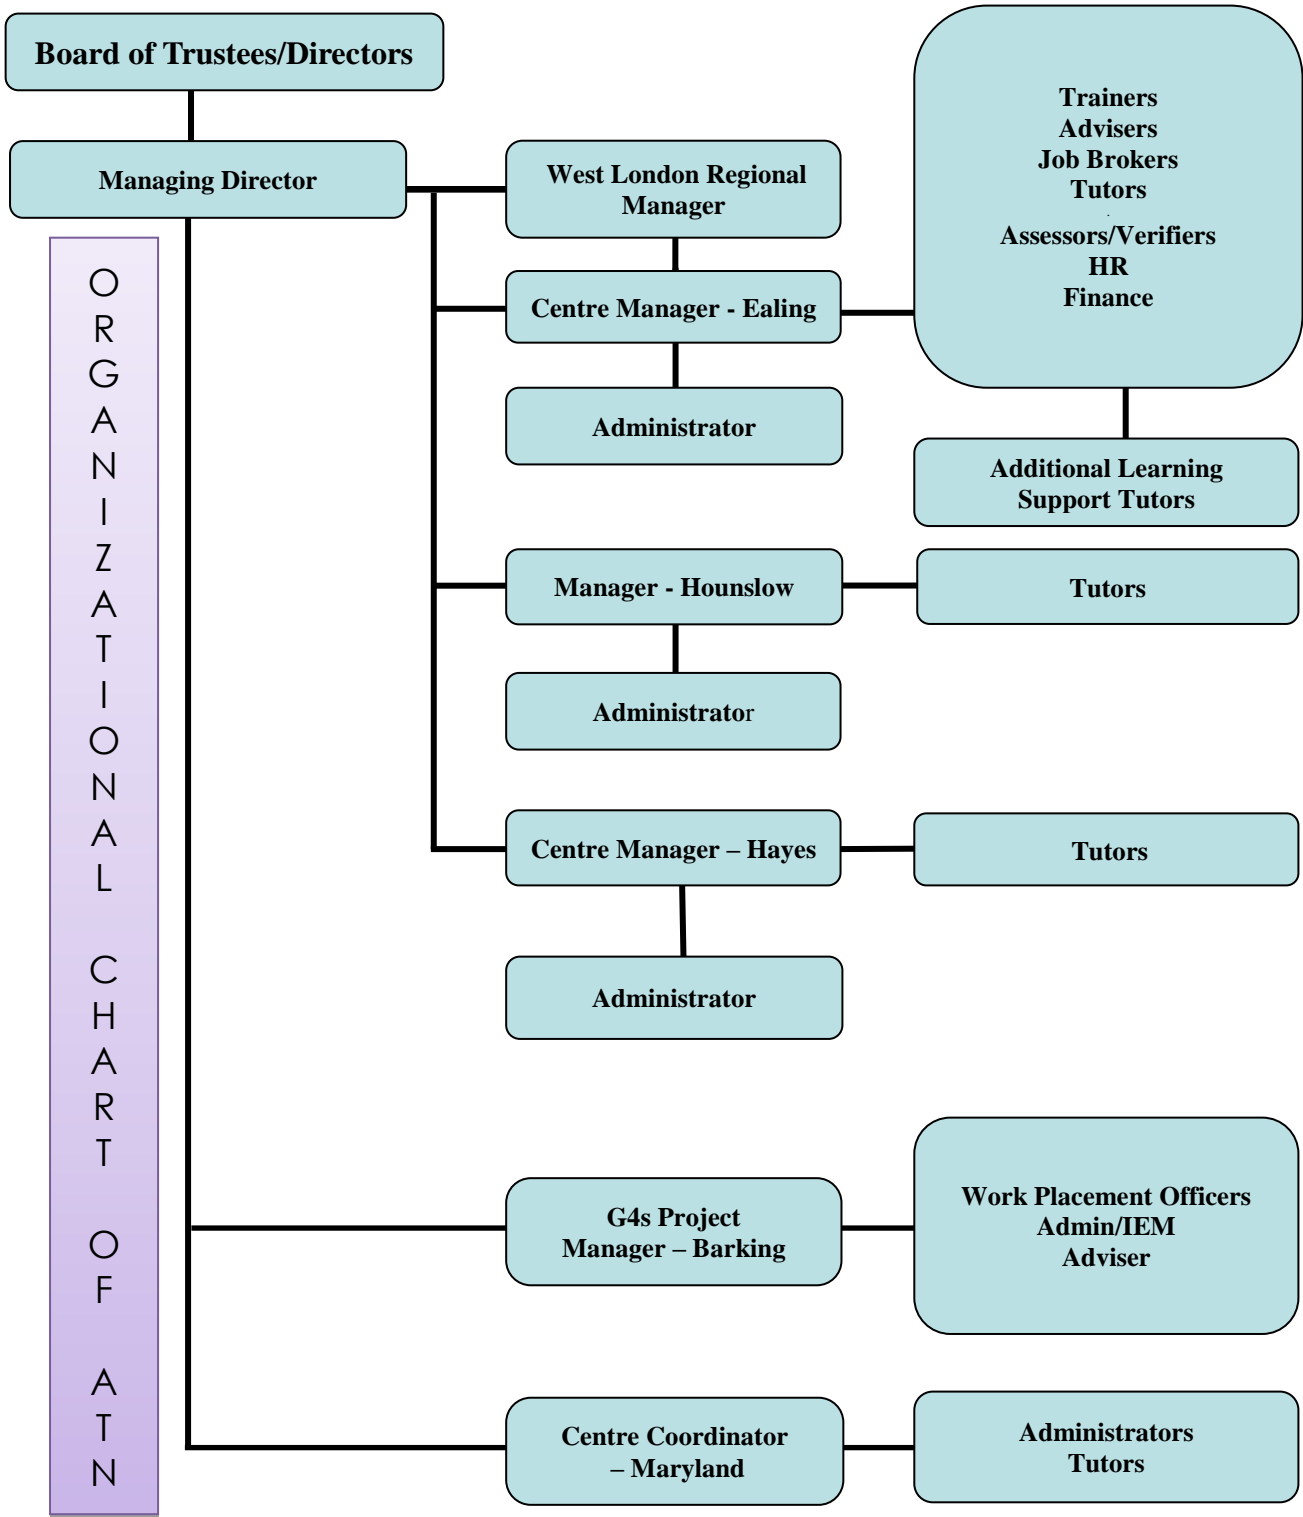 Board of Trustees/Directors
Managing Director
ORGANIZATIONAL CHART OF ATN
West London Regional
Manager
Centre Manager - Ealing
Administrator
Trainers
Advisers
Job Brokers
Tutors
.
Assessors/Verifiers
HR
Finance
Additional Learning
Support Tutors
Manager - Hounslow
Tutors
Administrator
Centre Manager – Hayes
Tutors
Administrator
G4s Project
Manager – Barking
Work Placement Officers
Admin/IEM
Adviser
Centre Coordinator
– Maryland
Administrators
Tutors